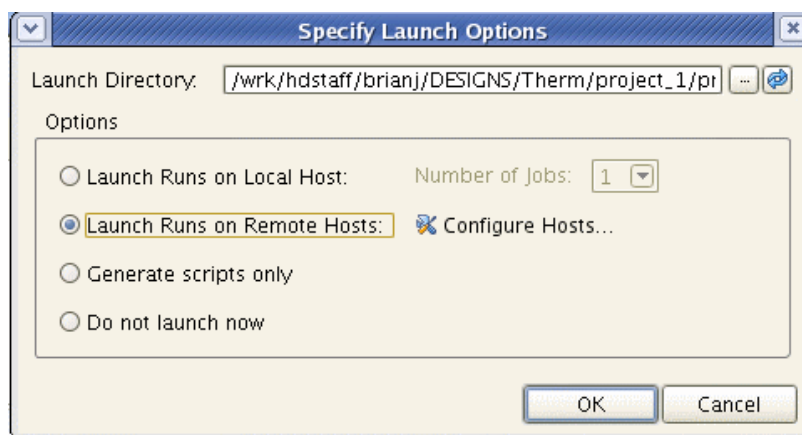 Specify Launch Options
Launch Directory: /wrk/hdstaff/brianj/DESIGNS/Therm/project_1/pr ...
Options
Launch Runs on Local Host: Number of Jobs: 1
Launch Runs on Remote Hosts: Configure Hosts...
Generate scripts only
Do not launch now
OK Cancel